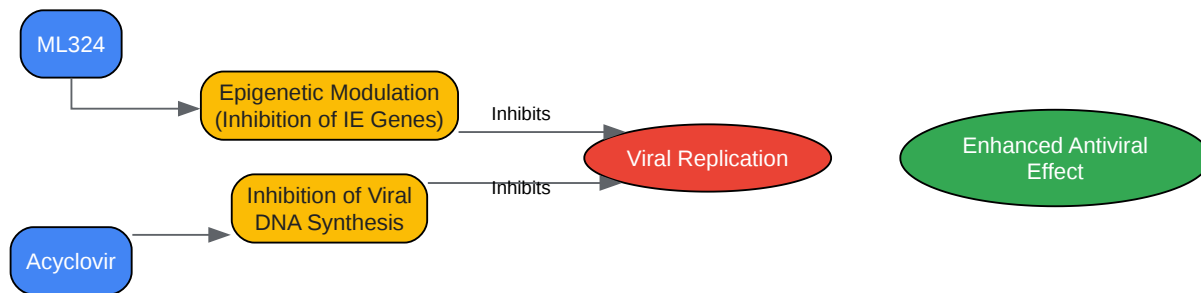 ML324
Epigenetic Modulation
(Inhibition of IE Genes)
Inhibits
Viral Replication
Enhanced Antiviral
Effect
Inhibition of Viral
DNA Synthesis
Inhibits
Acyclovir